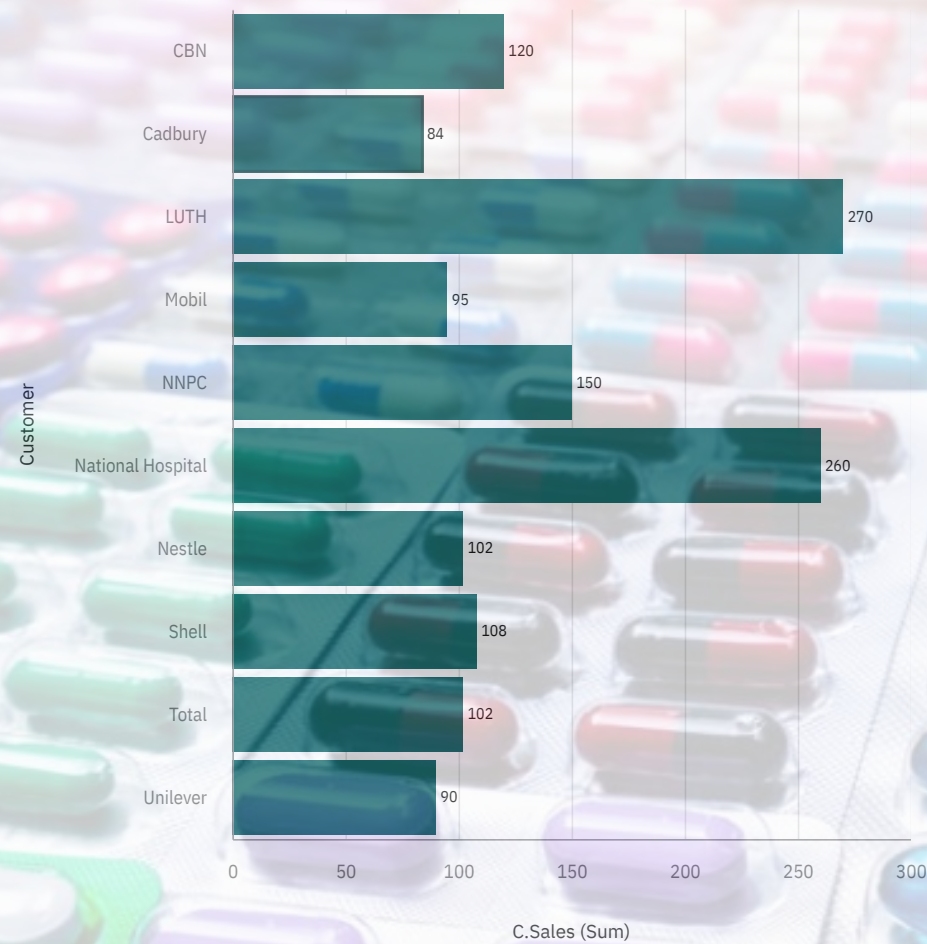 CBN 120
Cadbury 84
LUTH 270
Mobil 95
NNPC 150
Customer
National Hospital 260
Nestle 102
Shell 108
Total 102
Unilever 90
0 50 100 150 200 250 300
C.Sales (Sum)